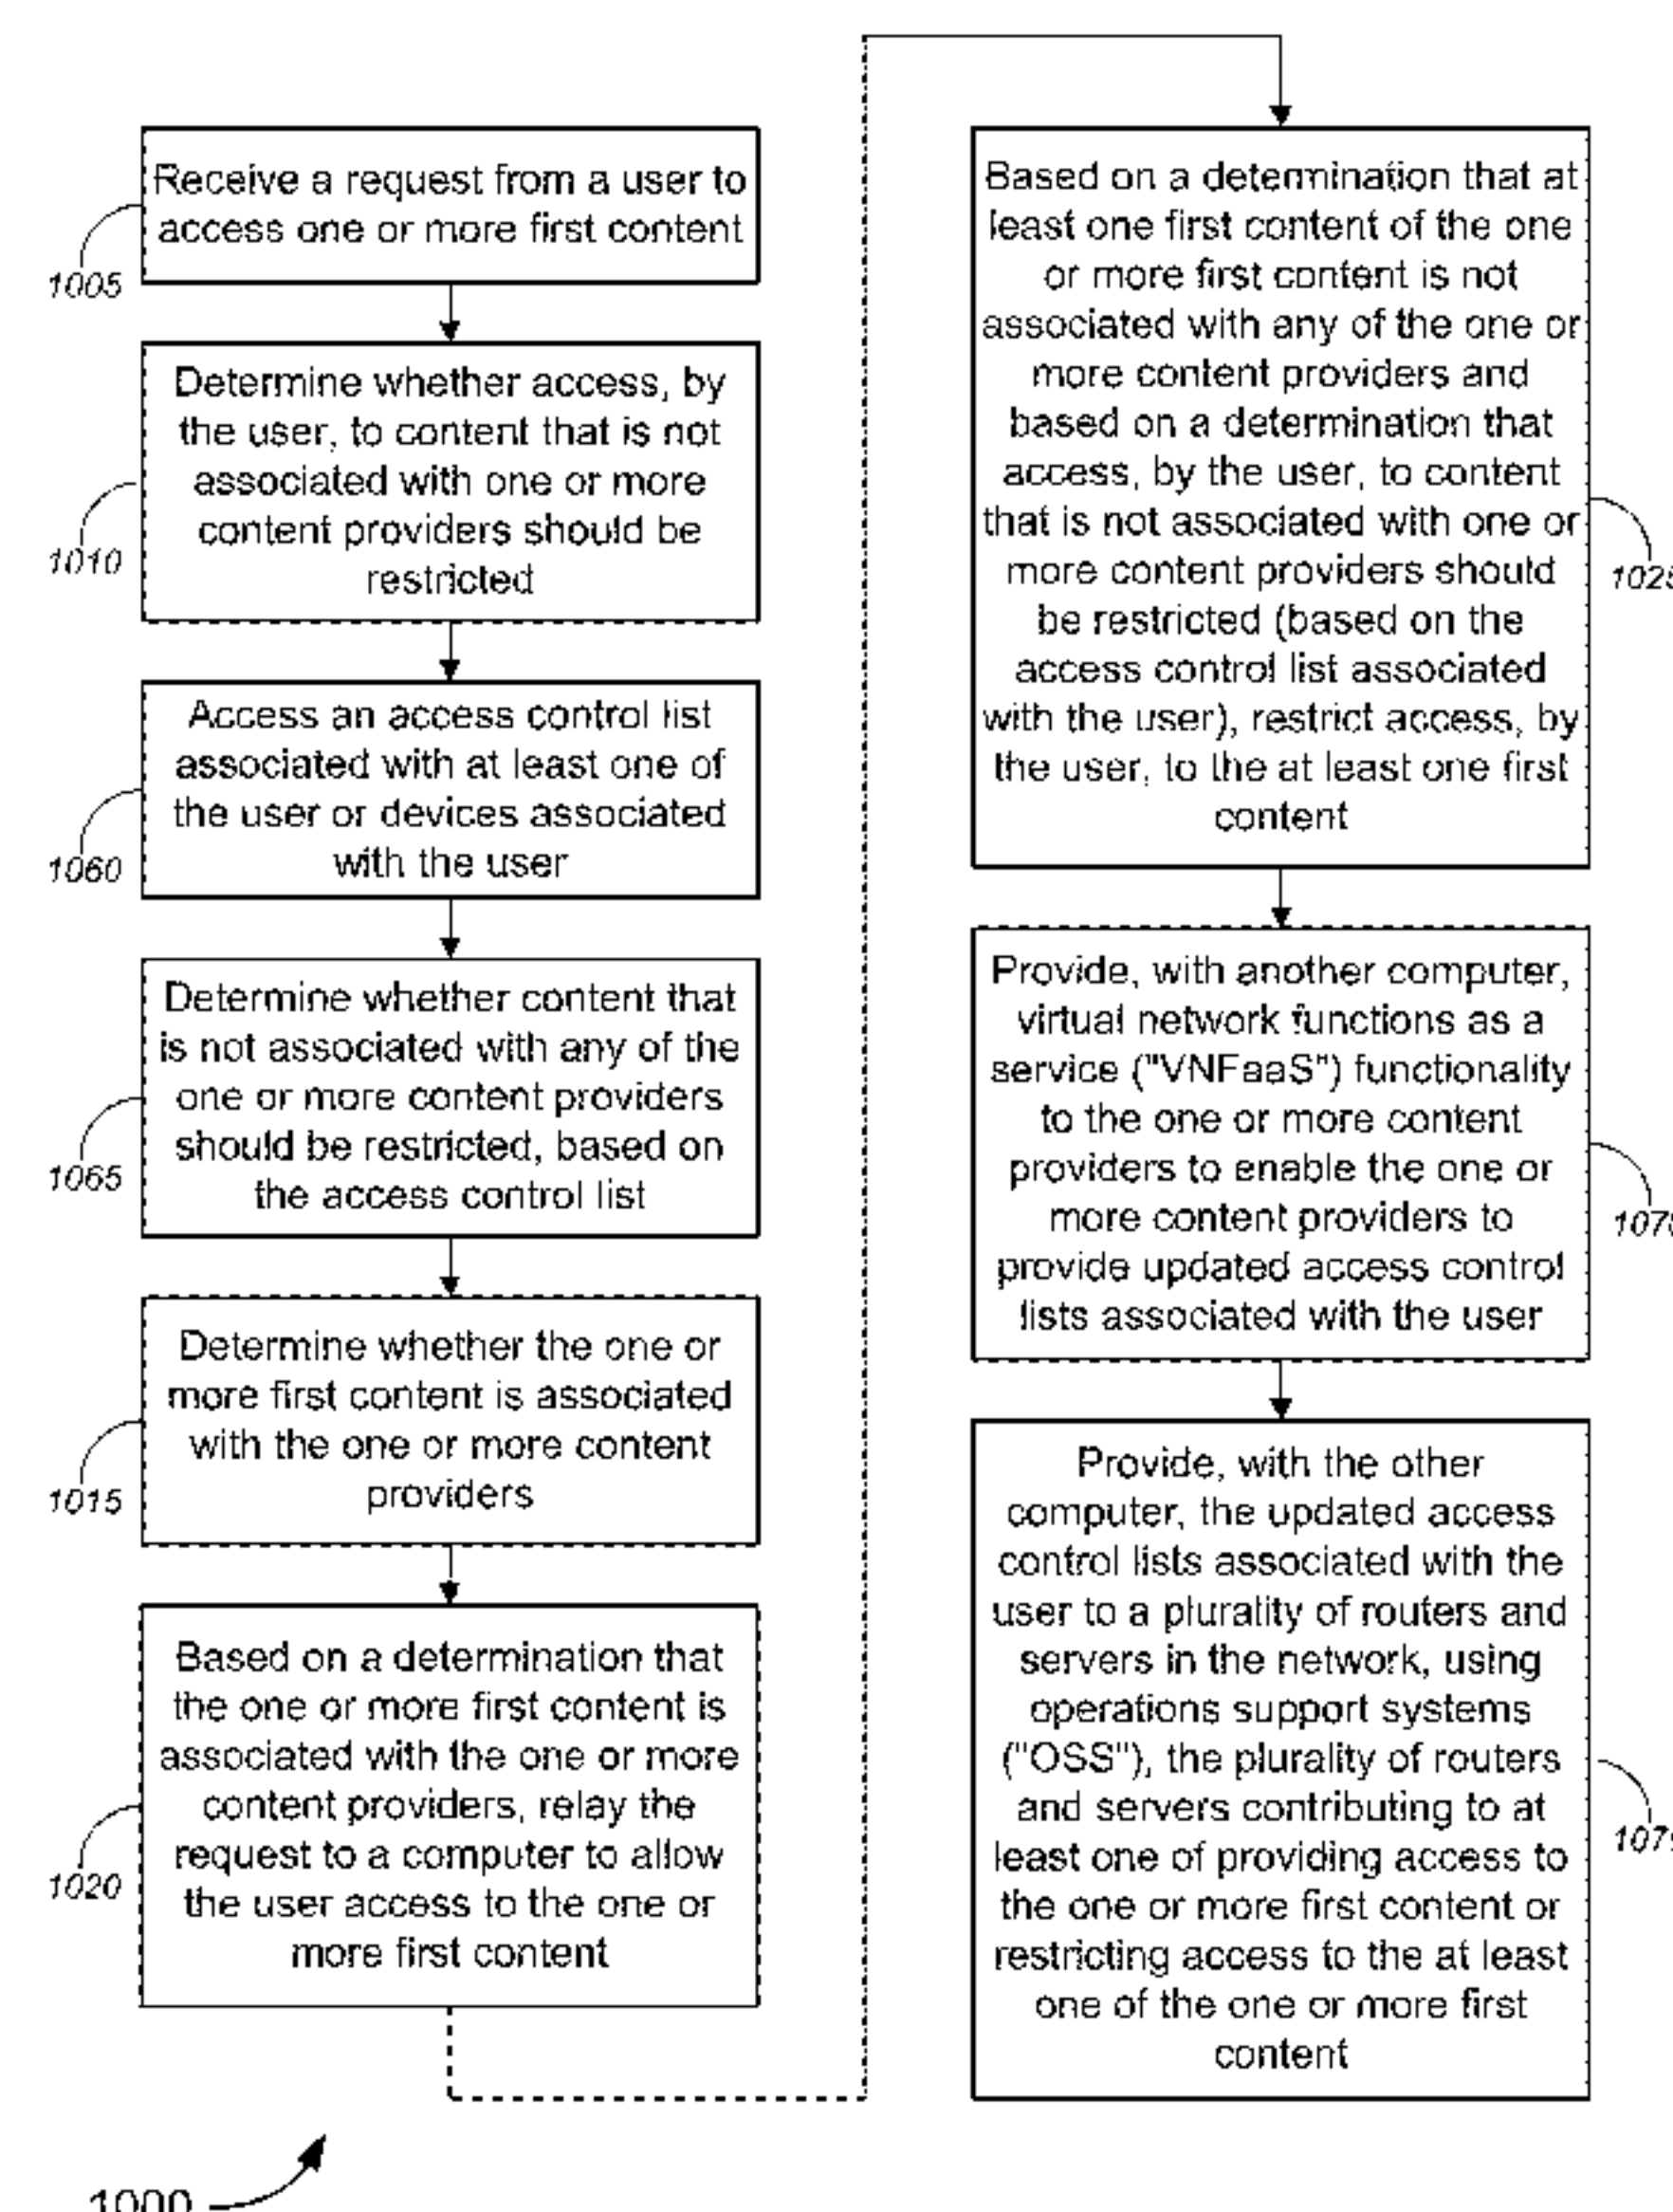 Receive a request from a user to
access one or more first content
1005
Determine whether access, by
the user, to content that is not
associated with one or more
content providers should be
restricted
1010
Access an access control list
associated with at least one of
the user or devices associated
with the user
1060
Determine whether content that
is not associated with any of the
one or more content providers
should be restricted, based on
the access control list
1065
Determine whether the one or
more first content is associated
with the one or more content
providers
1015
Based on a determination that
the one or more first content is
associated with the one or more
content providers, relay the
request to a computer to allow
the user access to the one or
more first content
1020
Based on a determination that at
least one first content of the one
or more first content is not
associated with any of the one or
more content providers and
based on a determination that
access, by the user, to content
that is not associated with one or
more content providers should
be restricted (based on the
access control list associated
with the user), restrict access, by
the user, to the at least one first
content
Provide, with another computer,
virtual network functions as a
service ("VNFaaS") functionality
to the one or more content
providers to enable the one or
more content providers to
provide updated access control
lists associated with the user
Provide, with the other
computer, the updated access
control lists associated with the
user to a plurality of routers and
servers in the network, using
operations support systems
("OSS"), the plurality of routers
and servers contributing to at
least one of providing access to
the one or more first content or
restricting access to the at least
one of the one or more first
content
1000